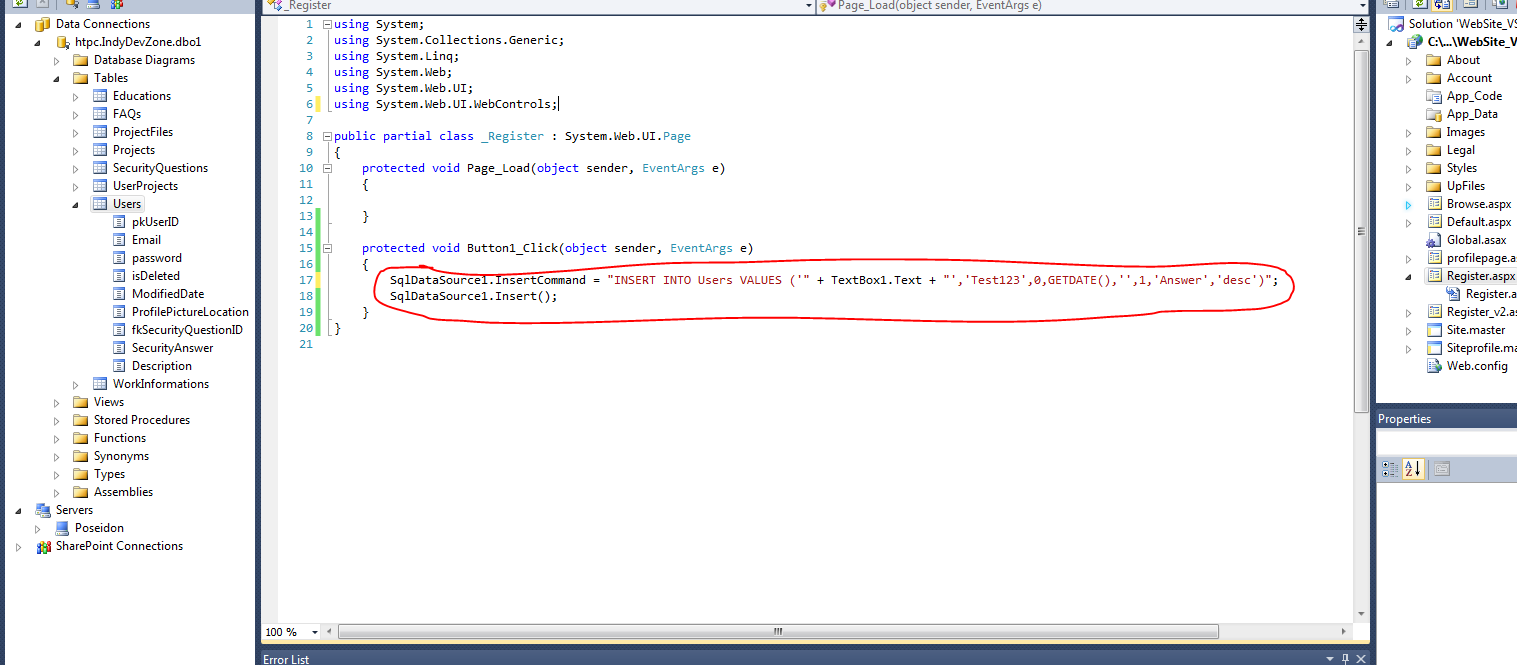 _Register
Page_Load(object sender, EventArgs e)
Data Connections
htpc.IndyDevZone.dbo1
Database Diagrams
Tables
Educations
FAQs
ProjectFiles
Projects
SecurityQuestions
UserProjects
Users
pkUserID
Email
password
isDeleted
ModifiedDate
ProfilePictureLocation
fkSecurityQuestionID
SecurityAnswer
Description
WorkInformations
Views
Stored Procedures
Functions
Synonyms
Types
Assemblies
Servers
Poseidon
SharePoint Connections
1 using System;
2 using System.Collections.Generic;
3 using System.Linq;
4 using System.Web;
5 using System.Web.UI;
6 using System.Web.UI.WebControls;
7
8 public partial class _Register : System.Web.UI.Page
9 {
10 protected void Page_Load(object sender, EventArgs e)
11 {
12
13 }
14
15 protected void Button1_Click(object sender, EventArgs e)
16 {
17 SqlDataSource1.InsertCommand = "INSERT INTO Users VALUES ('" + TextBox1.Text + "','Test123',0,GETDATE(),'',1,'Answer','desc')";
18 SqlDataSource1.Insert();
19 }
20 }
21
100 %
Error List
Solution 'WebSite_VS
C:\...\WebSite_V
About
Account
App_Code
App_Data
Images
Legal
Styles
UpFiles
Browse.aspx
Default.aspx
Global.asax
profilepage.as
Register.aspx
Register.a
Register_v2.as
Site.master
Siteprofile.ma
Web.config
Properties